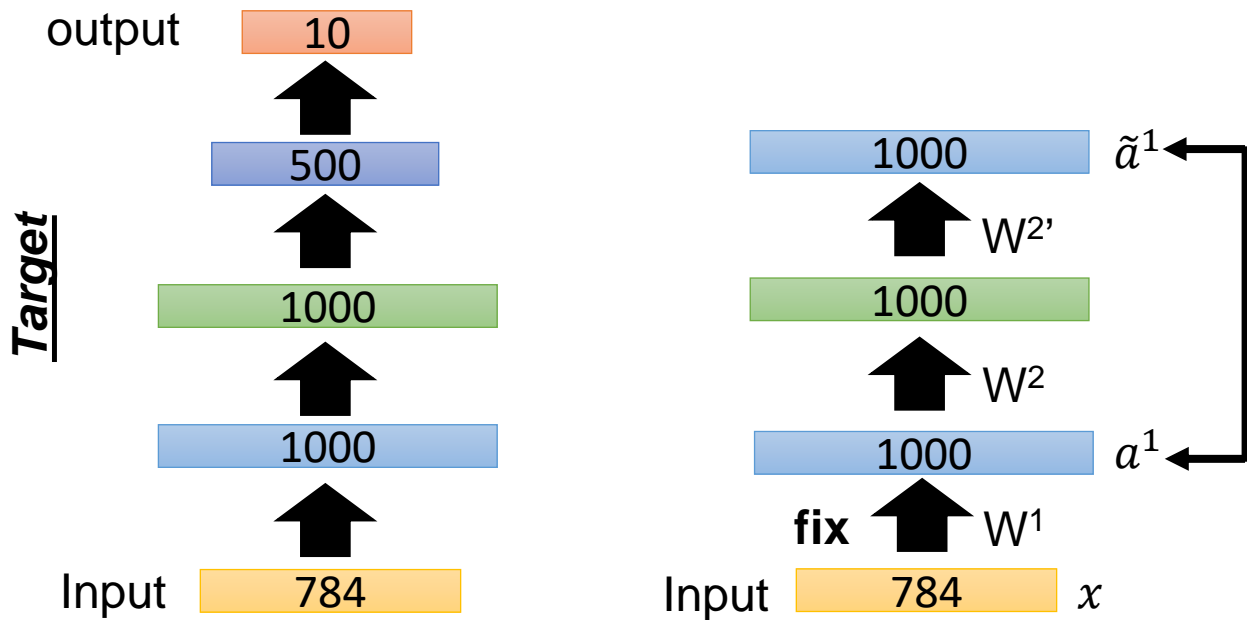 output
10
500
1000
1000
Input
784
Target
1000
ã¹
W²’
1000
W²
1000
a¹
fix
W¹
Input
784
x